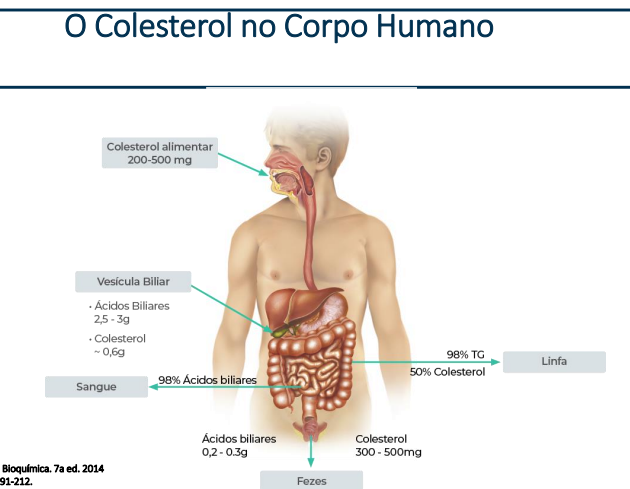 O Colesterol no Corpo Humano
Colesterol alimentar
200-500 mg
Vesícula Biliar
• Ácidos Biliares
2,5 - 3g
• Colesterol
~ 0,6g
98% TG
50% Colesterol
Linfa
98% Ácidos biliares
Sangue
Ácidos biliares
0,2 - 0.3g
Colesterol
300 - 500mg
Fezes
Bioquímica. 7a ed. 2014
91-212.